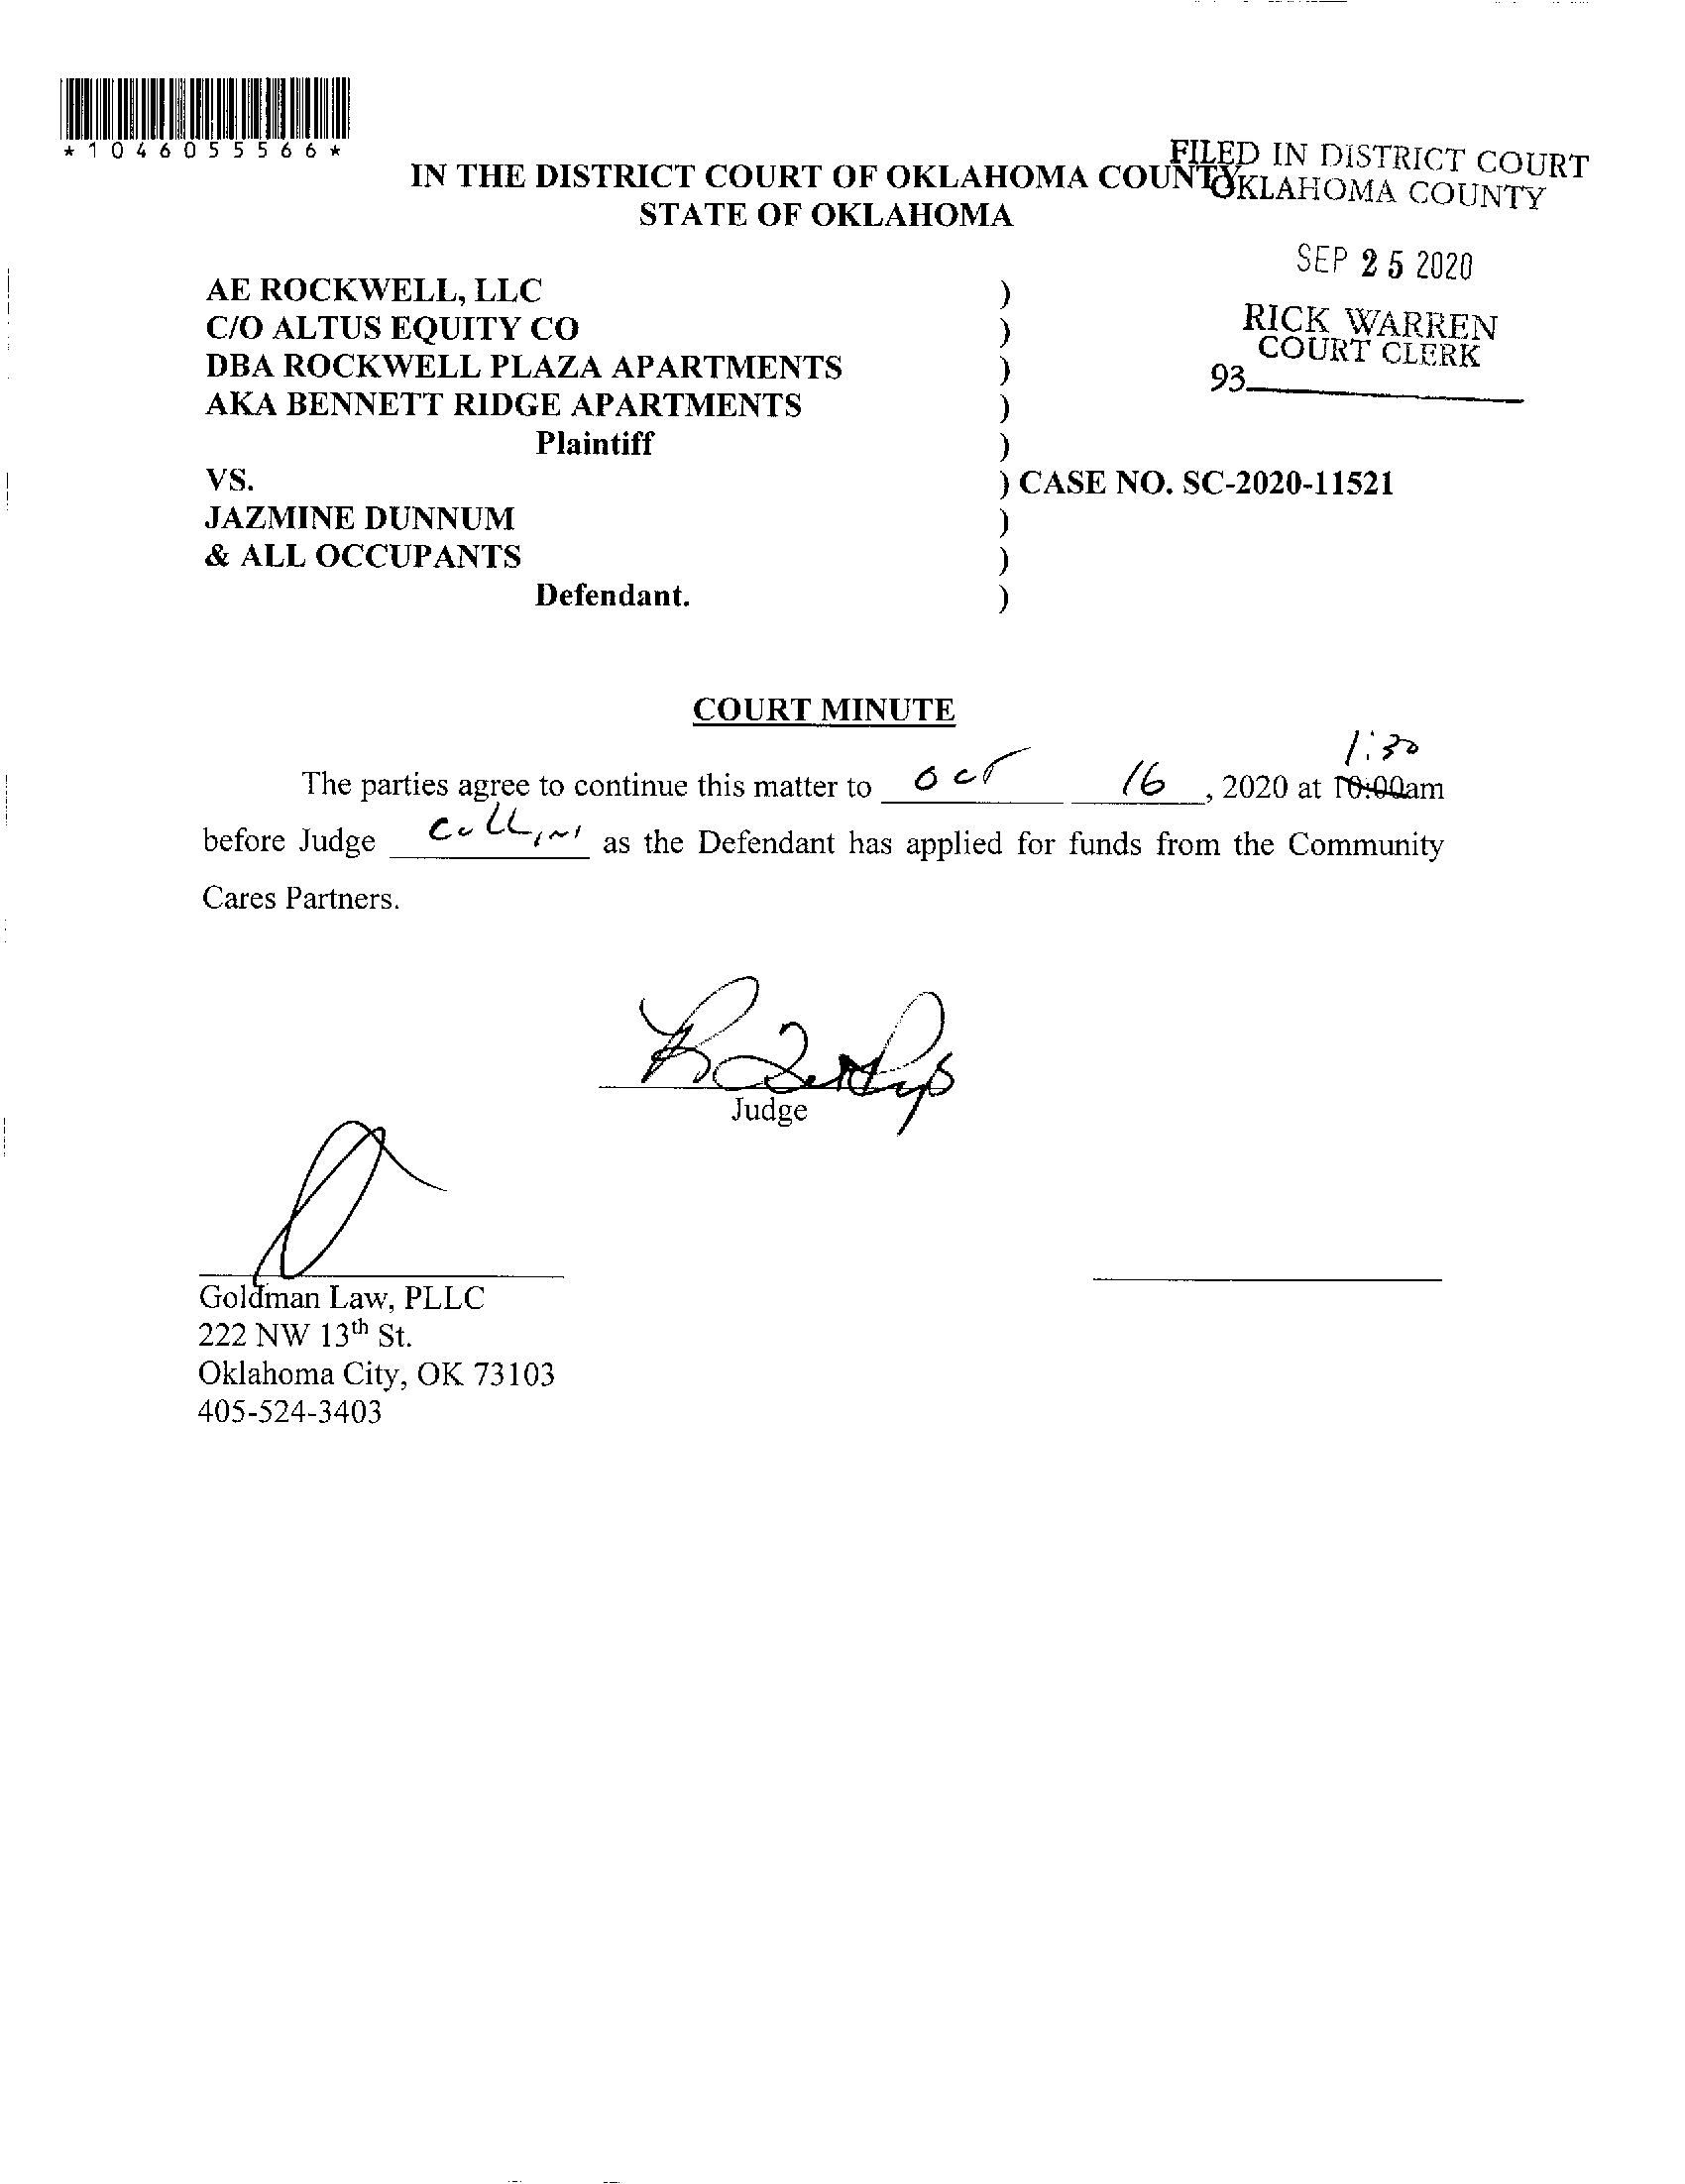 *1046055566*
FILED IN DISTRICT COURT
OKLAHOMA COUNTY
IN THE DISTRICT COURT OF OKLAHOMA COUNTY
STATE OF OKLAHOMA
SEP 25 2020
RICK WARREN
COURT CLERK
93
AE ROCKWELL, LLC )
C/O ALTUS EQUITY CO )
DBA ROCKWELL PLAZA APARTMENTS )
AKA BENNETT RIDGE APARTMENTS )
Plaintiff )
VS. ) CASE NO. SC-2020-11521
JAZMINE DUNNUM )
& ALL OCCUPANTS )
Defendant. )
COURT MINUTE
1:30
The parties agree to continue this matter to Oct 16, 2020 at 10:00am
before Judge as the Defendant has applied for funds from the Community
Cares Partners.
Judge
Goldman Law, PLLC
222 NW 13th St.
Oklahoma City, OK 73103
405-524-3403